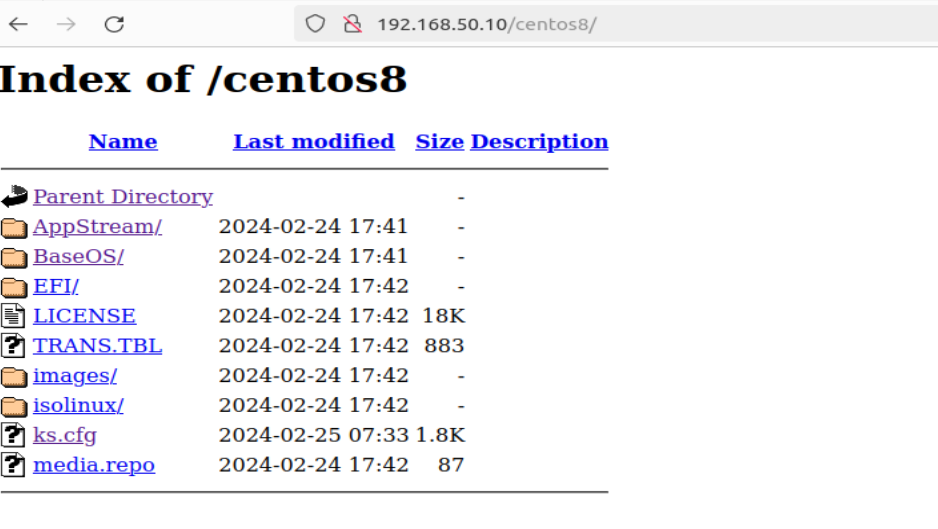 192.168.50.10/centos8/
Index of /centos8
Name Last modified Size Description
Parent Directory -
AppStream/ 2024-02-24 17:41 -
BaseOS/ 2024-02-24 17:41 -
EFI/ 2024-02-24 17:42 -
LICENSE 2024-02-24 17:42 18K
TRANS.TBL 2024-02-24 17:42 883
images/ 2024-02-24 17:42 -
isolinux/ 2024-02-24 17:42 -
ks.cfg 2024-02-25 07:33 1.8K
media.repo 2024-02-24 17:42 87